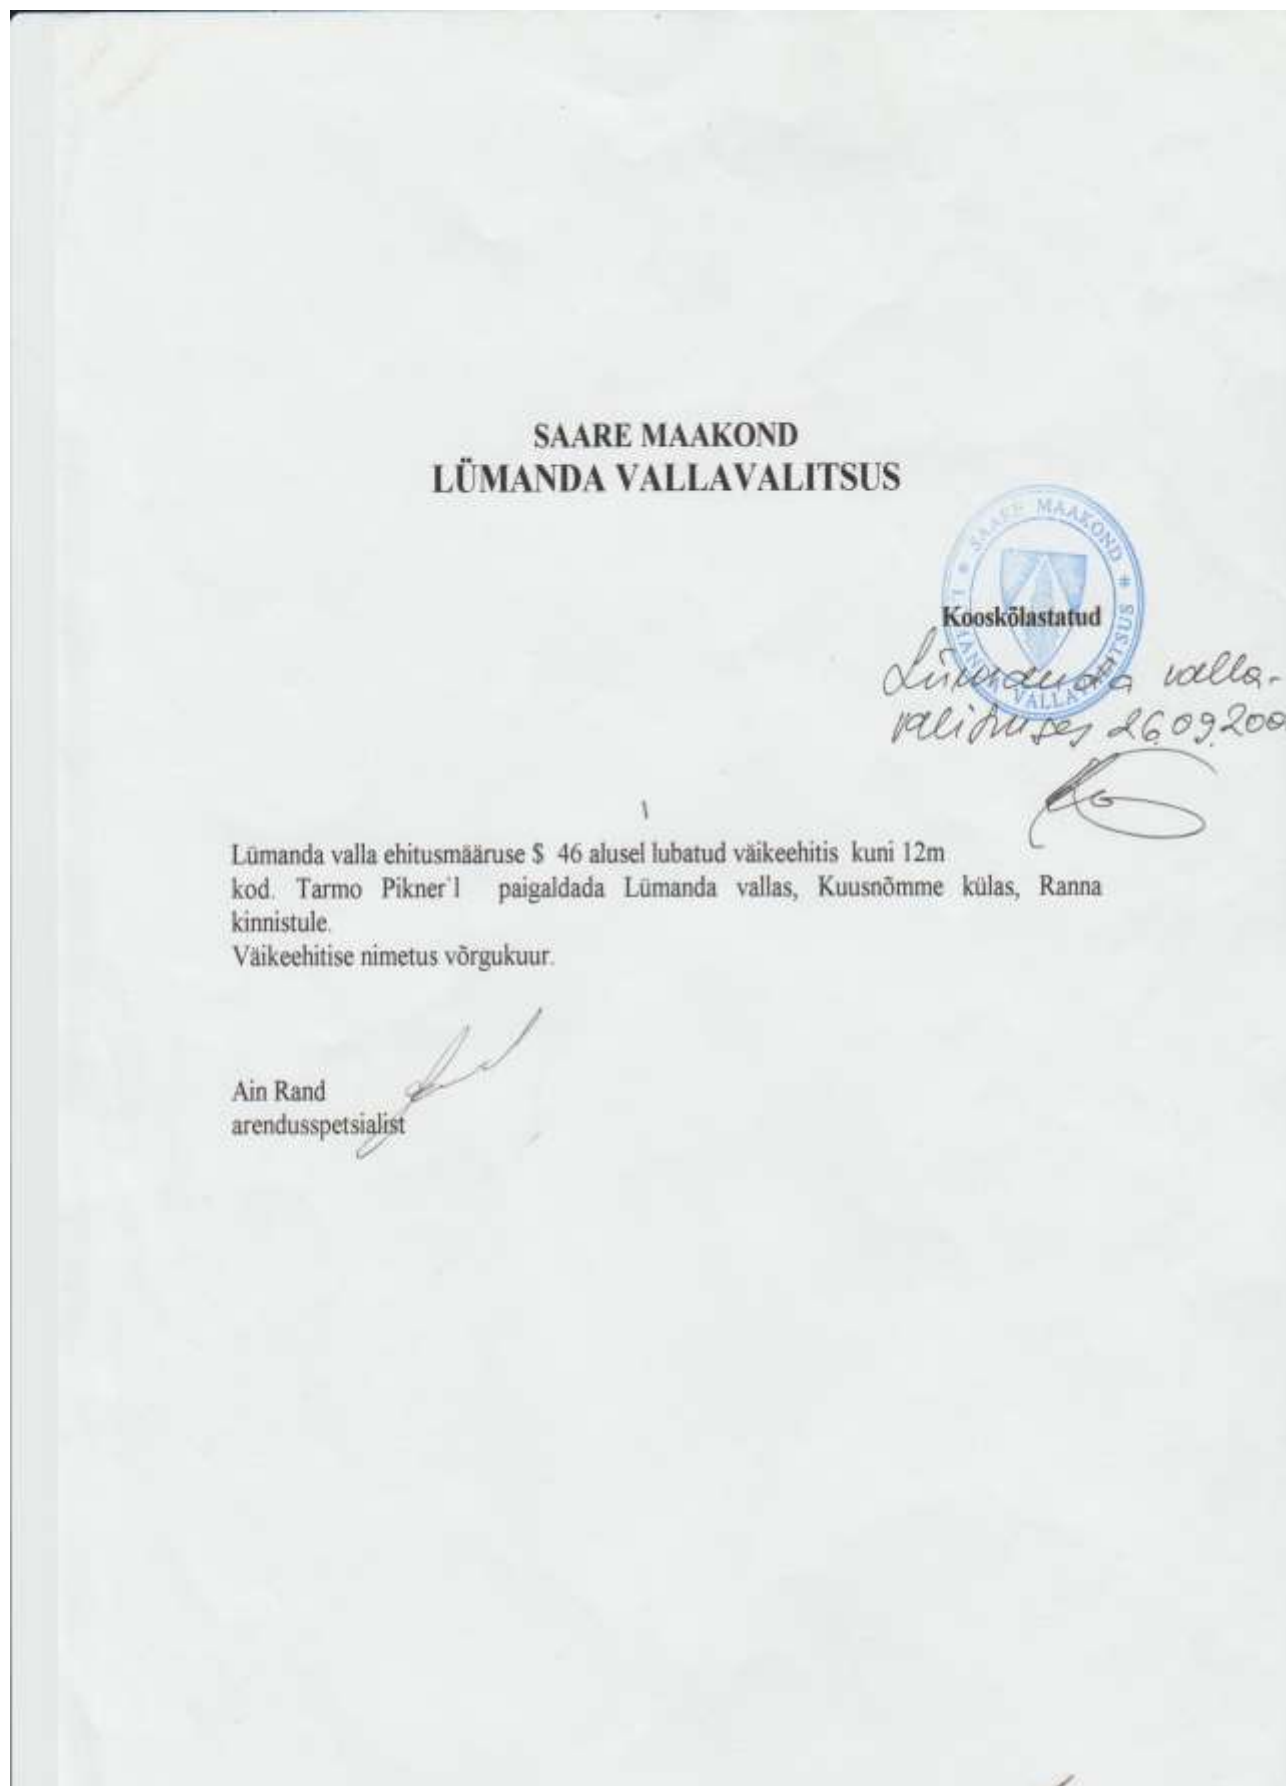 SAARE MAAKOND
LÜMANDA VALLAVALITSUS
SAARE MAAKOND * LÜMANDA VALLAVALITSUS *
Kooskõlastatud
Lümanda valla-
valitsuses 26.09.200
Lümanda valla ehitusmääruse $ 46 alusel lubatud väikeehitis kuni 12m
kod. Tarmo Pikner`l paigaldada Lümanda vallas, Kuusnõmme külas, Ranna
kinnistule.
Väikeehitise nimetus võrgukuur.
Ain Rand
arendusspetsialist